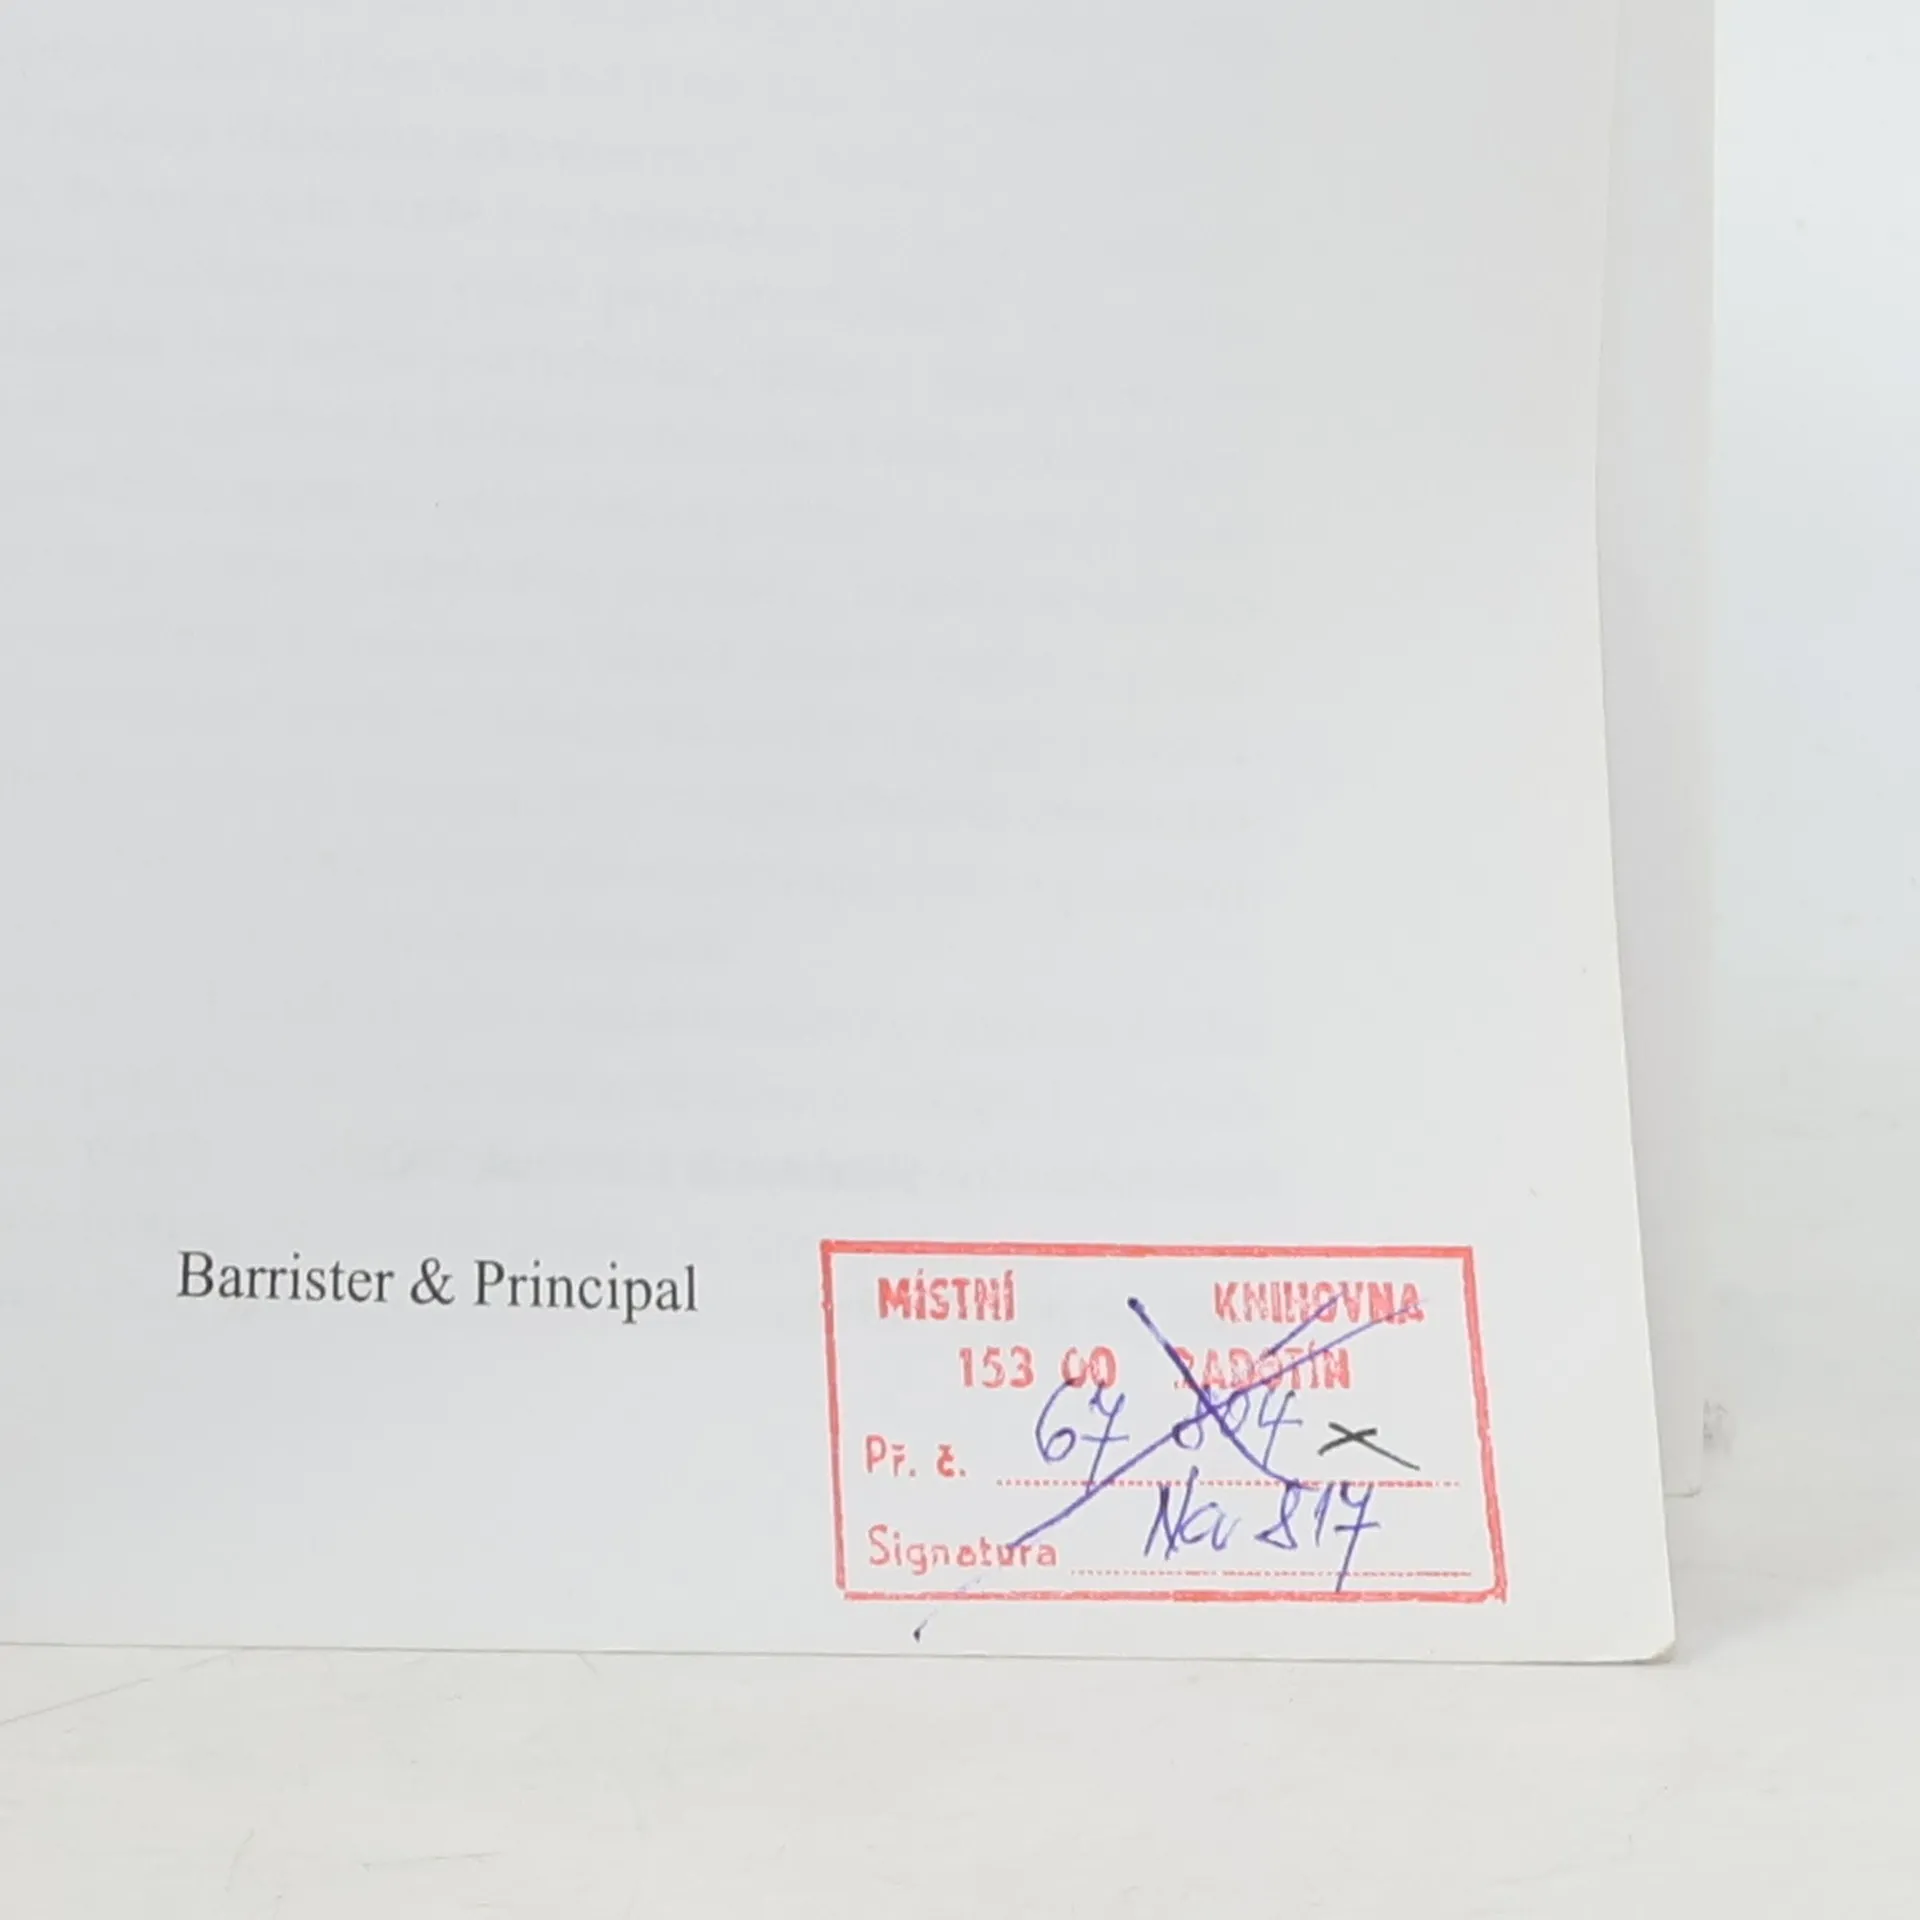 Barrister & Principal
MÍSTNÍ KNIHOVNA
153 00 RADOTÍN
Př. č. 67 804
Signatura Na 817